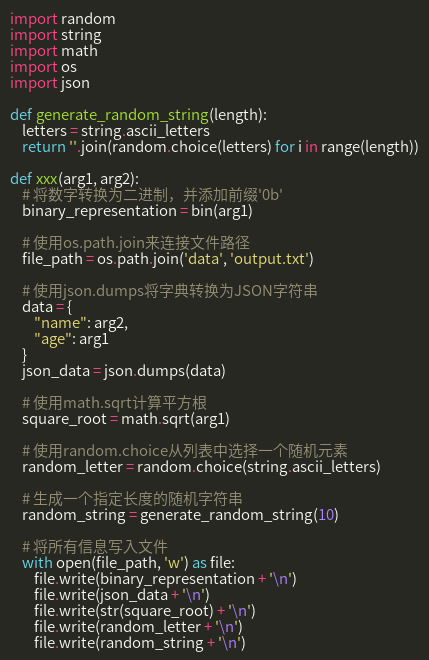 import random
import string
import math
import os
import json

def generate_random_string(length):
    letters = string.ascii_letters
    return ''.join(random.choice(letters) for i in range(length))

def xxx(arg1, arg2):
    # 将数字转换为二进制，并添加前缀'0b'
    binary_representation = bin(arg1)

    # 使用os.path.join来连接文件路径
    file_path = os.path.join('data', 'output.txt')

    # 使用json.dumps将字典转换为JSON字符串
    data = {
        "name": arg2,
        "age": arg1
    }
    json_data = json.dumps(data)

    # 使用math.sqrt计算平方根
    square_root = math.sqrt(arg1)

    # 使用random.choice从列表中选择一个随机元素
    random_letter = random.choice(string.ascii_letters)

    # 生成一个指定长度的随机字符串
    random_string = generate_random_string(10)

    # 将所有信息写入文件
    with open(file_path, 'w') as file:
        file.write(binary_representation + '\n')
        file.write(json_data + '\n')
        file.write(str(square_root) + '\n')
        file.write(random_letter + '\n')
        file.write(random_string + '\n')